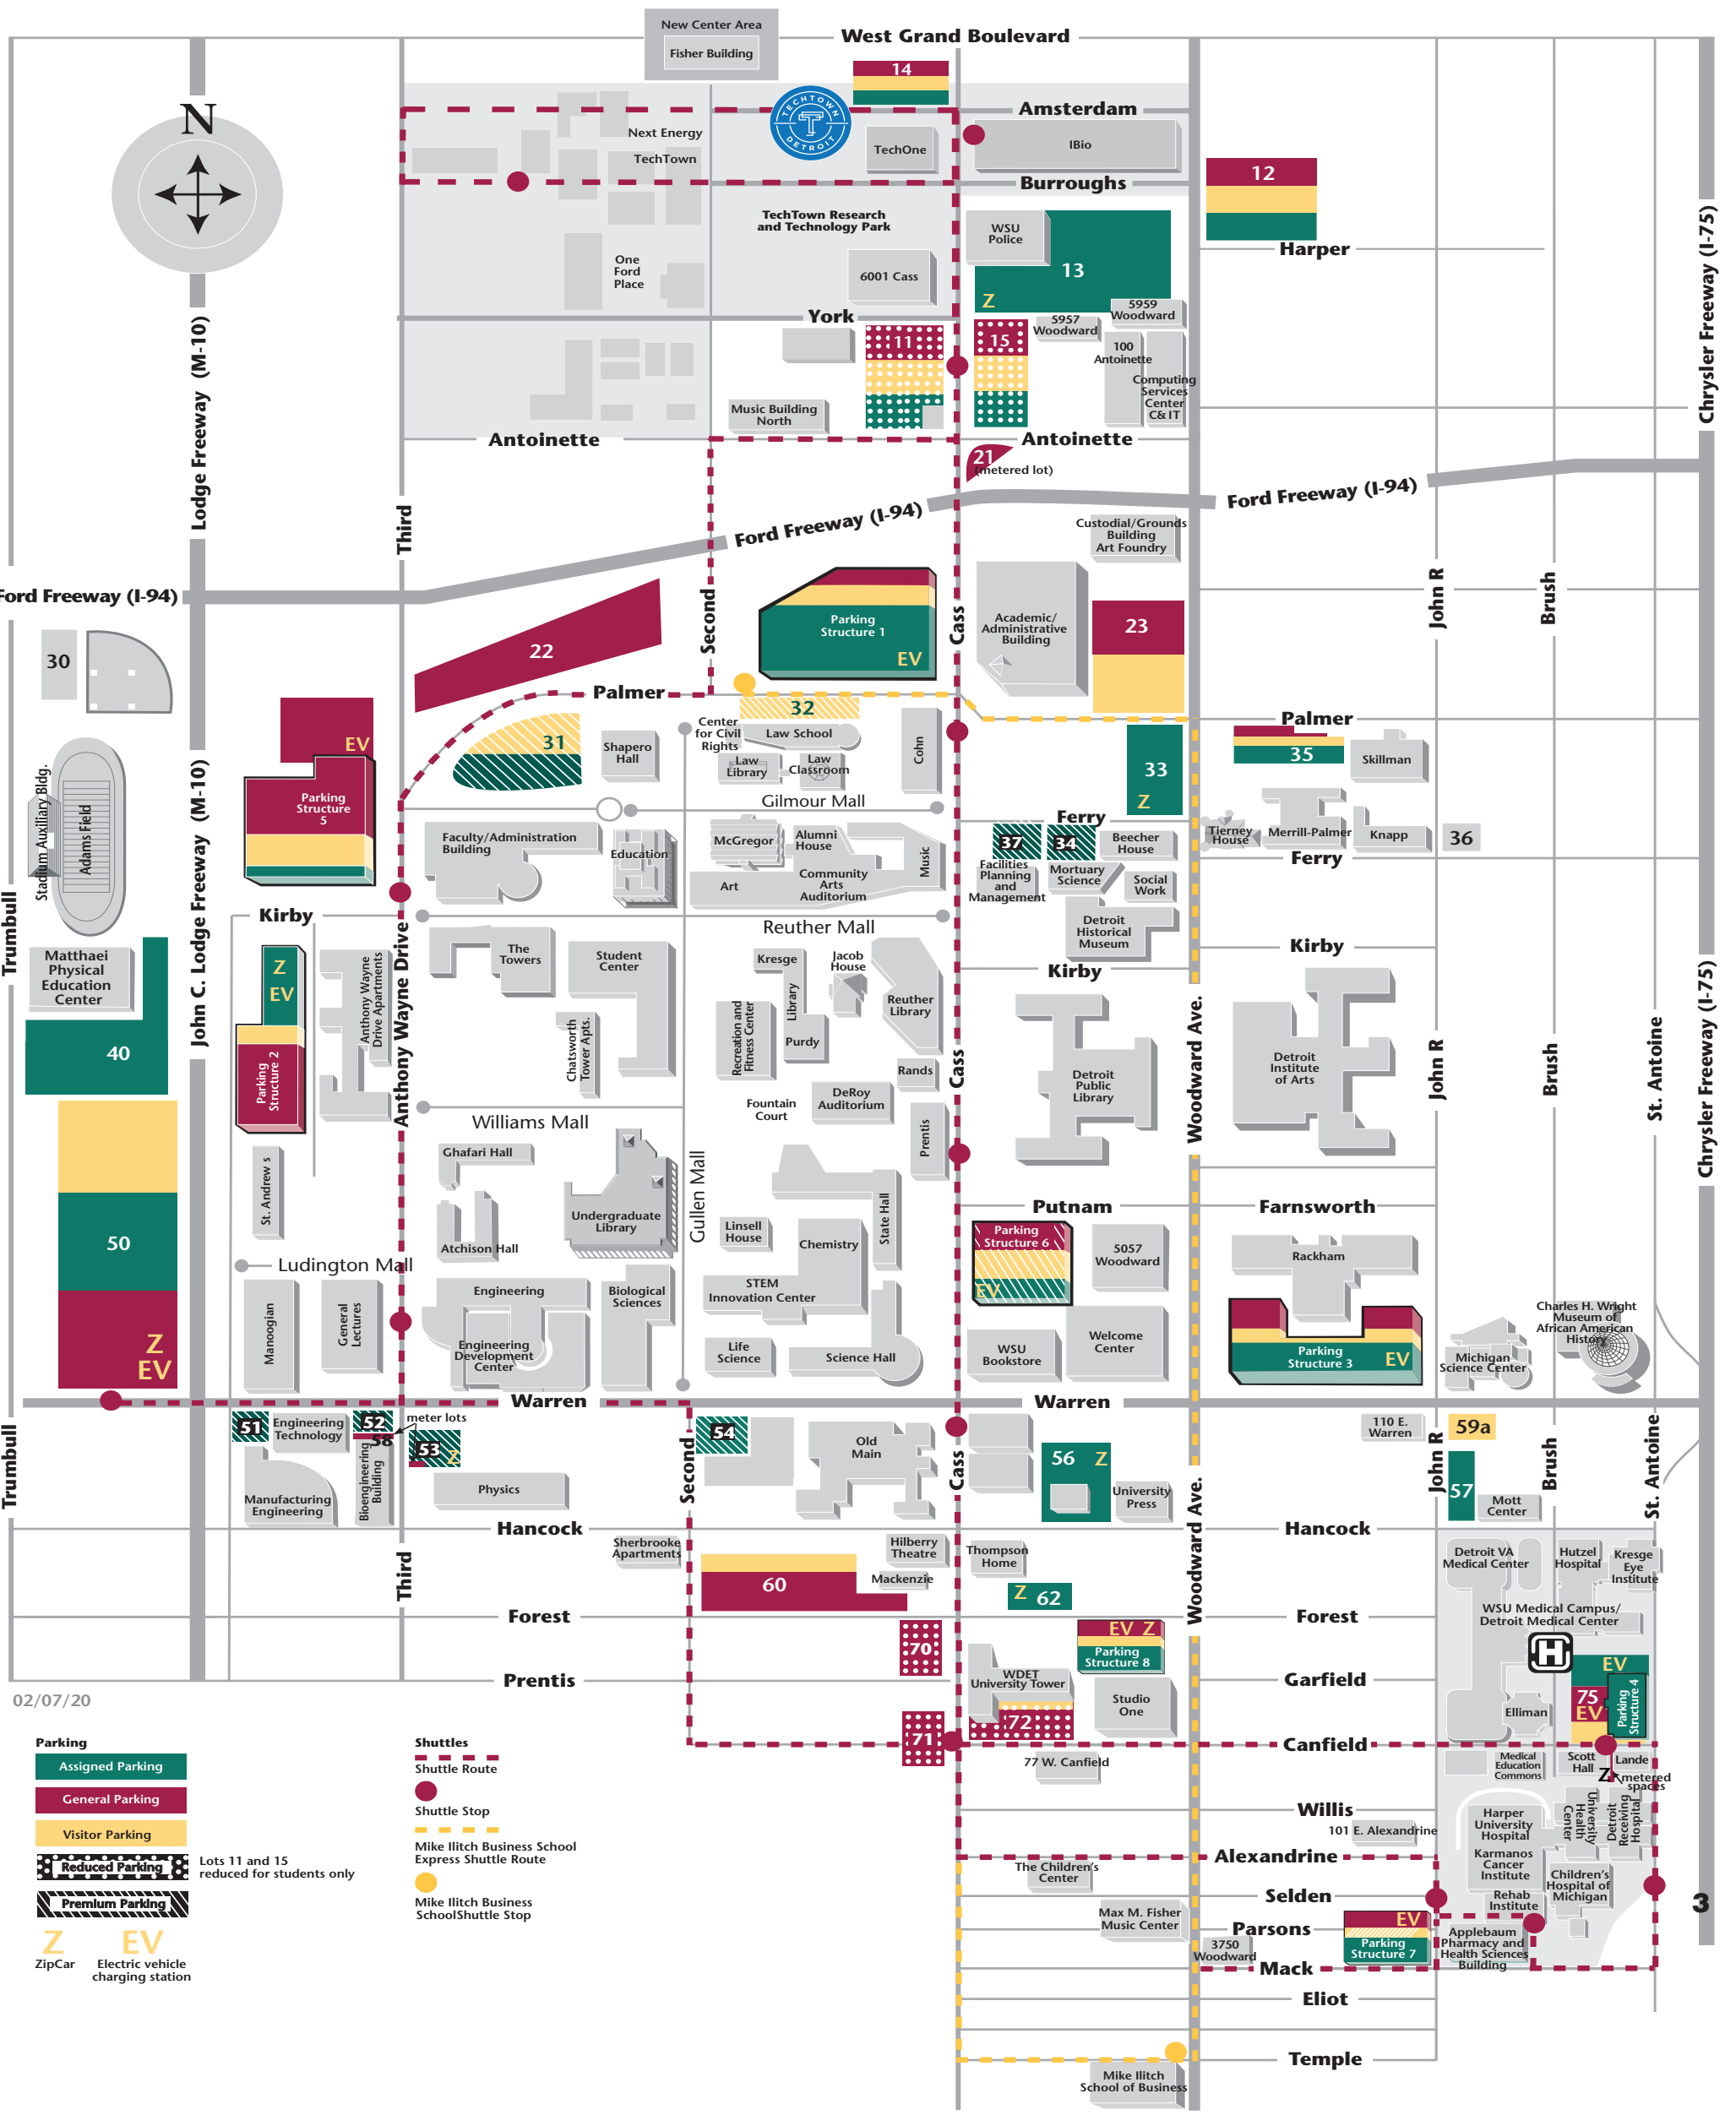 New Center Area
Fisher Building
West Grand Boulevard
14
N
TECHTOWN
DETROIT
Amsterdam
Next Energy
TechTown
TechOne
IBio
Burroughs
12
TechTown Research
and Technology Park
WSU
Police
13
Z
Harper
One
Ford
Place
6001 Cass
York
5959
Woodward
5957
Woodward
11
15
100
Antoinette
Computing
Services
Center
C& IT
Music Building
North
Antoinette
Antoinette
21
(metered lot)
Lodge Freeway (M-10)
Chrysler Freeway (I-75)
Third
Ford Freeway (I-94)
Ford Freeway (I-94)
Ford Freeway (I-94)
Custodial/Grounds
Building
Art Foundry
Second
Cass
John R
Brush
Parking
Structure 1
EV
Academic/
Administrative
Building
23
22
30
Palmer
32
Palmer
EV
31
Shapero
Hall
Center
for Civil
Rights
Law School
Law
Library
Law
Classroom
Cohn
33
Z
35
Skillman
Parking
Structure
5
Gilmour Mall
Stadium Auxiliary Bldg.
Adams Field
John C. Lodge Freeway (M-10)
Faculty/Administration
Building
Education
McGregor
Alumni
House
Art
Community
Arts
Auditorium
Music
Ferry
37
34
Beecher
House
Facilities
Planning
and
Management
Mortuary
Science
Social
Work
Tierney
House
Merrill-Palmer
Knapp
36
Ferry
Trumbull
Kirby
Reuther Mall
Detroit
Historical
Museum
Kirby
Kirby
Matthaei
Physical
Education
Center
40
Z
EV
Parking
Structure 2
Anthony Wayne
Drive Apartments
Anthony Wayne Drive
The
Towers
Student
Center
Chatsworth
Tower Apts.
Kresge
Library
Purdy
Jacob
House
Reuther
Library
Recreation and
Fitness Center
Rands
DeRoy
Auditorium
Fountain
Court
Prentis
Cass
Detroit
Public
Library
Woodward Ave.
Detroit
Institute
of Arts
John R
Brush
St. Antoine
Chrysler Freeway (I-75)
Williams Mall
Ghafari Hall
Atchison Hall
Undergraduate
Library
Gullen Mall
St. Andrew s
50
Z
EV
Linsell
House
Chemistry
State Hall
STEM
Innovation Center
Putnam
Farnsworth
Parking
Structure 6
EV
5057
Woodward
Rackham
Ludington Mall
Manoogian
General
Lectures
Engineering
Engineering
Development
Center
Biological
Sciences
Life
Science
Science Hall
WSU
Bookstore
Welcome
Center
Parking
Structure 3
EV
Charles H. Wright
Museum of
African American
History
Michigan
Science Center
Warren
Warren
51
Engineering
Technology
52
58
meter lots
53
Z
54
Old
Main
56
Z
110 E.
Warren
59a
57
Mott
Center
Manufacturing
Engineering
Bioengineering
Building
Physics
University
Press
Trumbull
Second
Cass
Woodward Ave.
John R
Brush
St. Antoine
Hancock
Hancock
Sherbrooke
Apartments
Hilberry
Theatre
Mackenzie
Thompson
Home
Third
60
Z
62
Detroit VA
Medical Center
Hutzel
Hospital
Kresge
Eye
Institute
Forest
Forest
WSU Medical Campus/
Detroit Medical Center
H
70
EV
Z
Parking
Structure 8
Prentis
Garfield
WDET
University Tower
72
Studio
One
EV
75
EV
Parking
Structure 4
Elliman
02/07/20
71
Canfield
77 W. Canfield
Medical
Education
Commons
Scott
Hall
Lande
Z
metered
spaces
Willis
101 E. Alexandrine
Harper
University
Hospital
University
Health
Center
Detroit
Receiving
Hospital
Karmanos
Cancer
Institute
Children's
Hospital of
Michigan
Alexandrine
The Children's
Center
Selden
Rehab
Institute
Max M. Fisher
Music Center
Parsons
3750
Woodward
EV
Parking
Structure 7
Applebaum
Pharmacy and
Health Sciences
Building
3
Mack
Eliot
Temple
Mike Ilitch
School of Business
Parking
Assigned Parking
General Parking
Visitor Parking
Reduced Parking
Lots 11 and 15
reduced for students only
Premium Parking
Z
ZipCar
EV
Electric vehicle
charging station
Shuttles
Shuttle Route
Shuttle Stop
Mike Ilitch Business School
Express Shuttle Route
Mike Ilitch Business
SchoolShuttle Stop